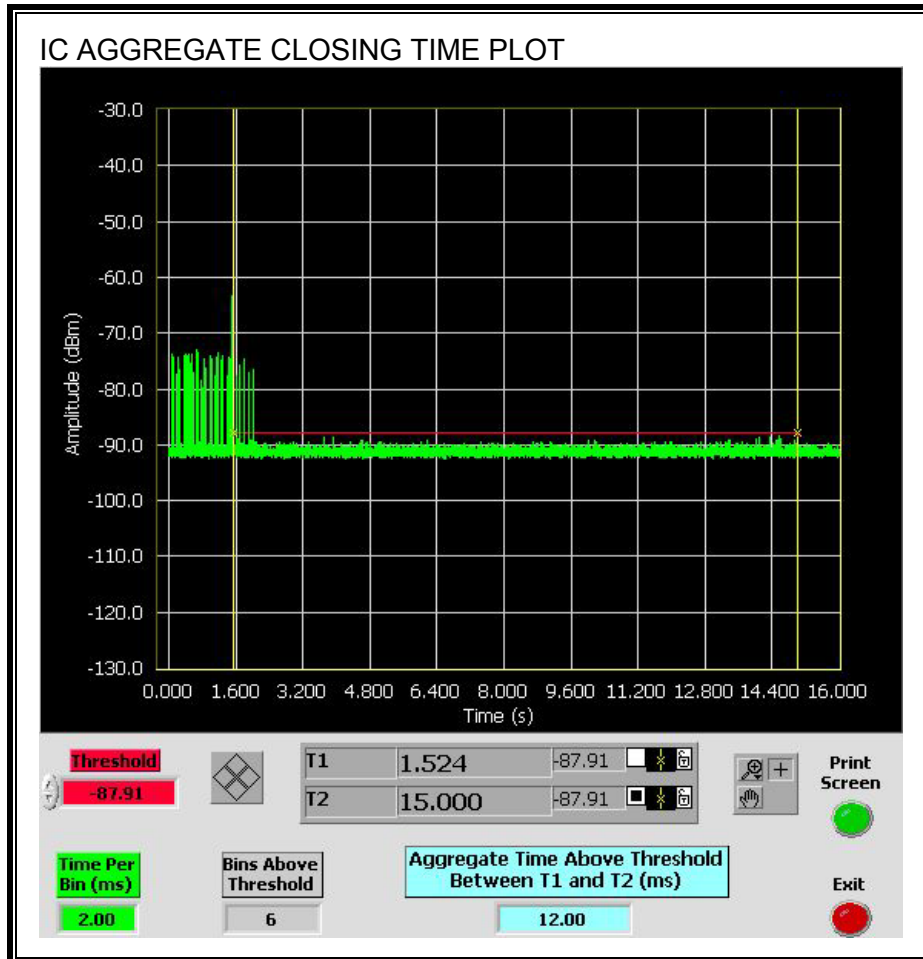 IC AGGREGATE CLOSING TIME PLOT
-30.0
-40.0
-50.0
-60.0
-70.0
-80.0
-90.0
-100.0
-110.0
-120.0
-130.0
Amplitude (dBm)
0.000 1.600 3.200 4.800 6.400 8.000 9.600 11.200 12.800 14.400 16.000
Time (s)
Threshold
-87.91
T1 1.524 -87.91
T2 15.000 -87.91
Print
Screen
Time Per
Bin (ms)
2.00
Bins Above
Threshold
6
Aggregate Time Above Threshold
Between T1 and T2 (ms)
12.00
Exit